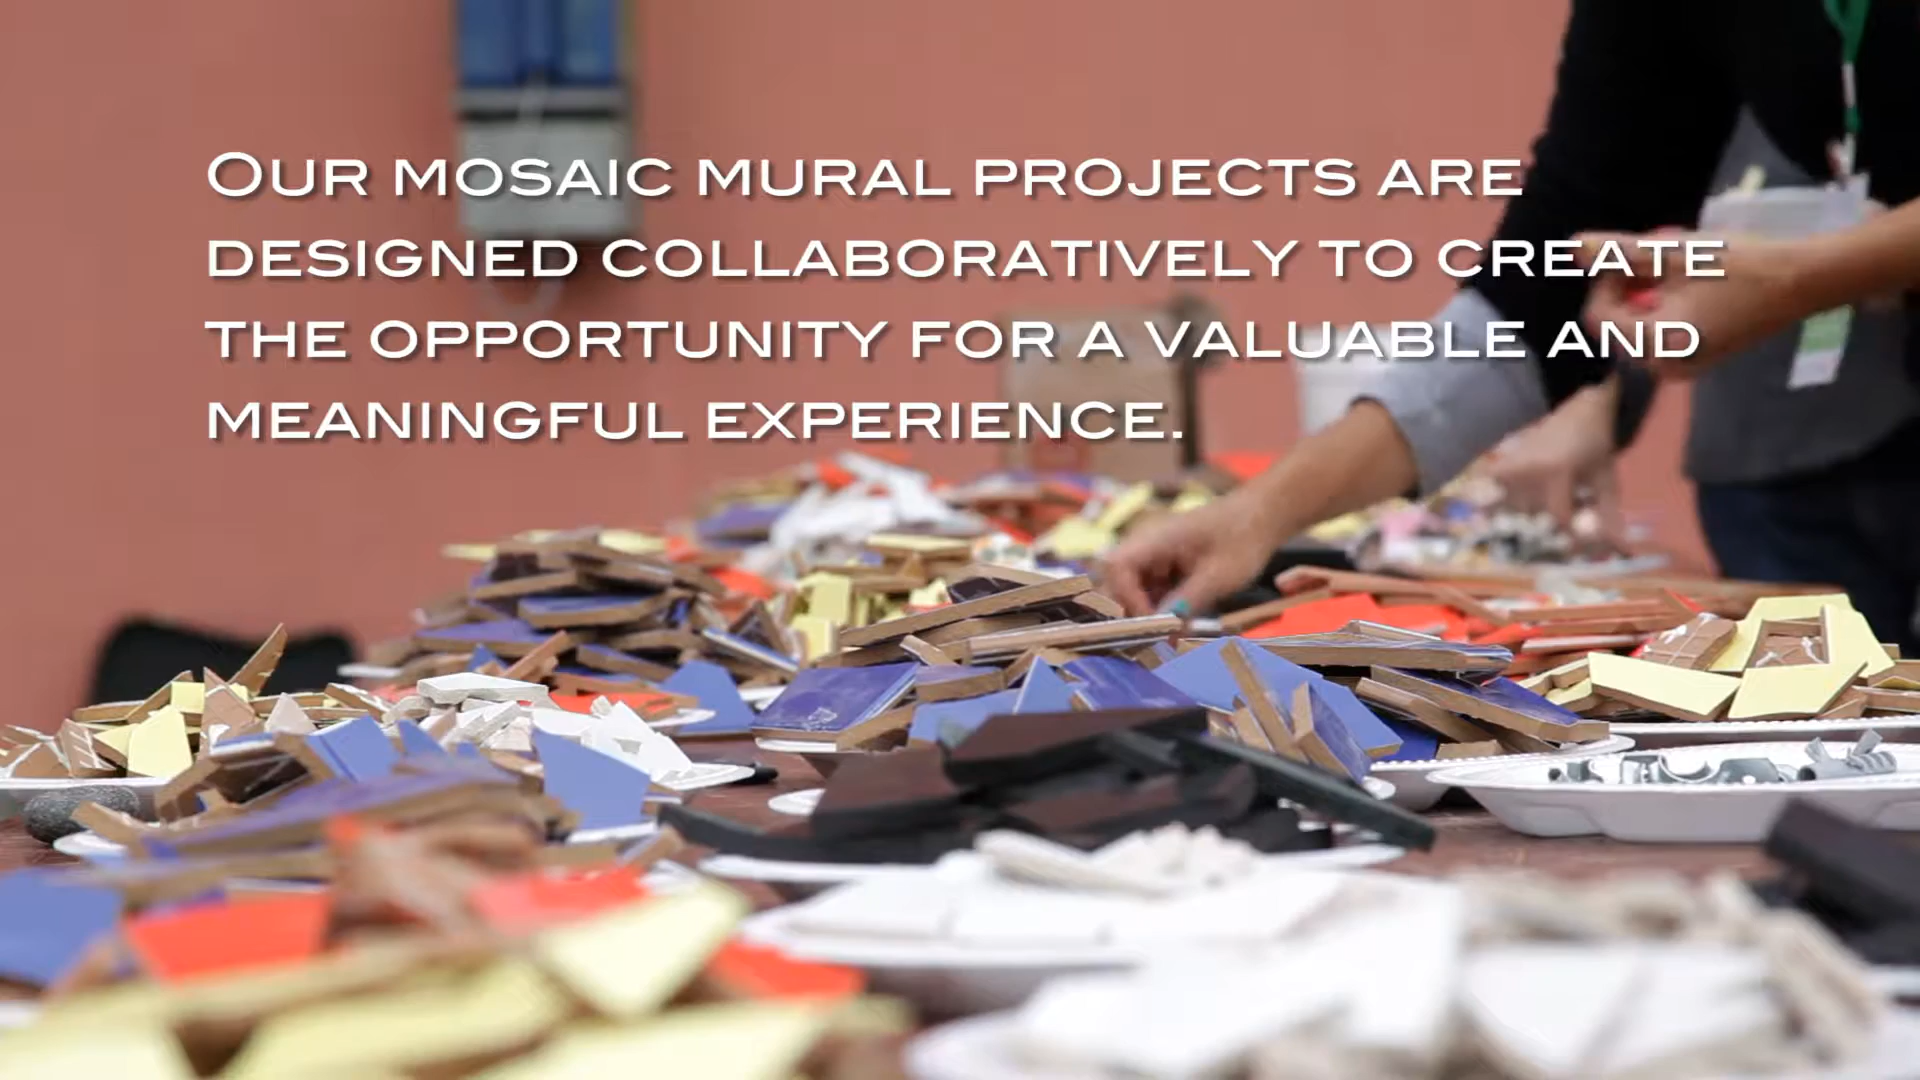 Our mosaic mural projects are
designed collaboratively to create
the opportunity for a valuable and
meaningful experience.